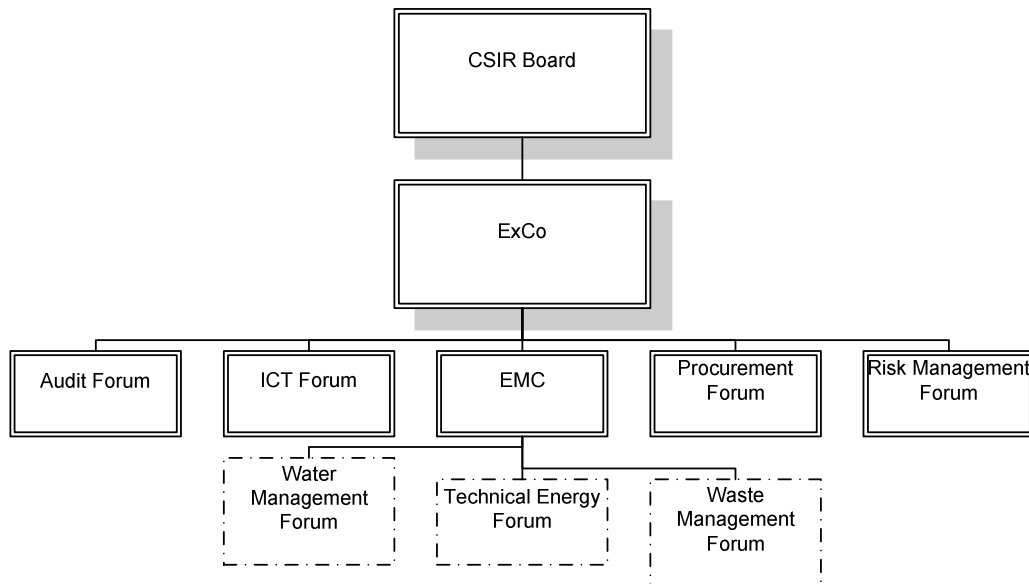 CSIR Board
ExCo
Audit Forum
ICT Forum
EMC
Procurement
Forum
Risk Management
Forum
Water
Management
Forum
Technical Energy
Forum
Waste
Management
Forum